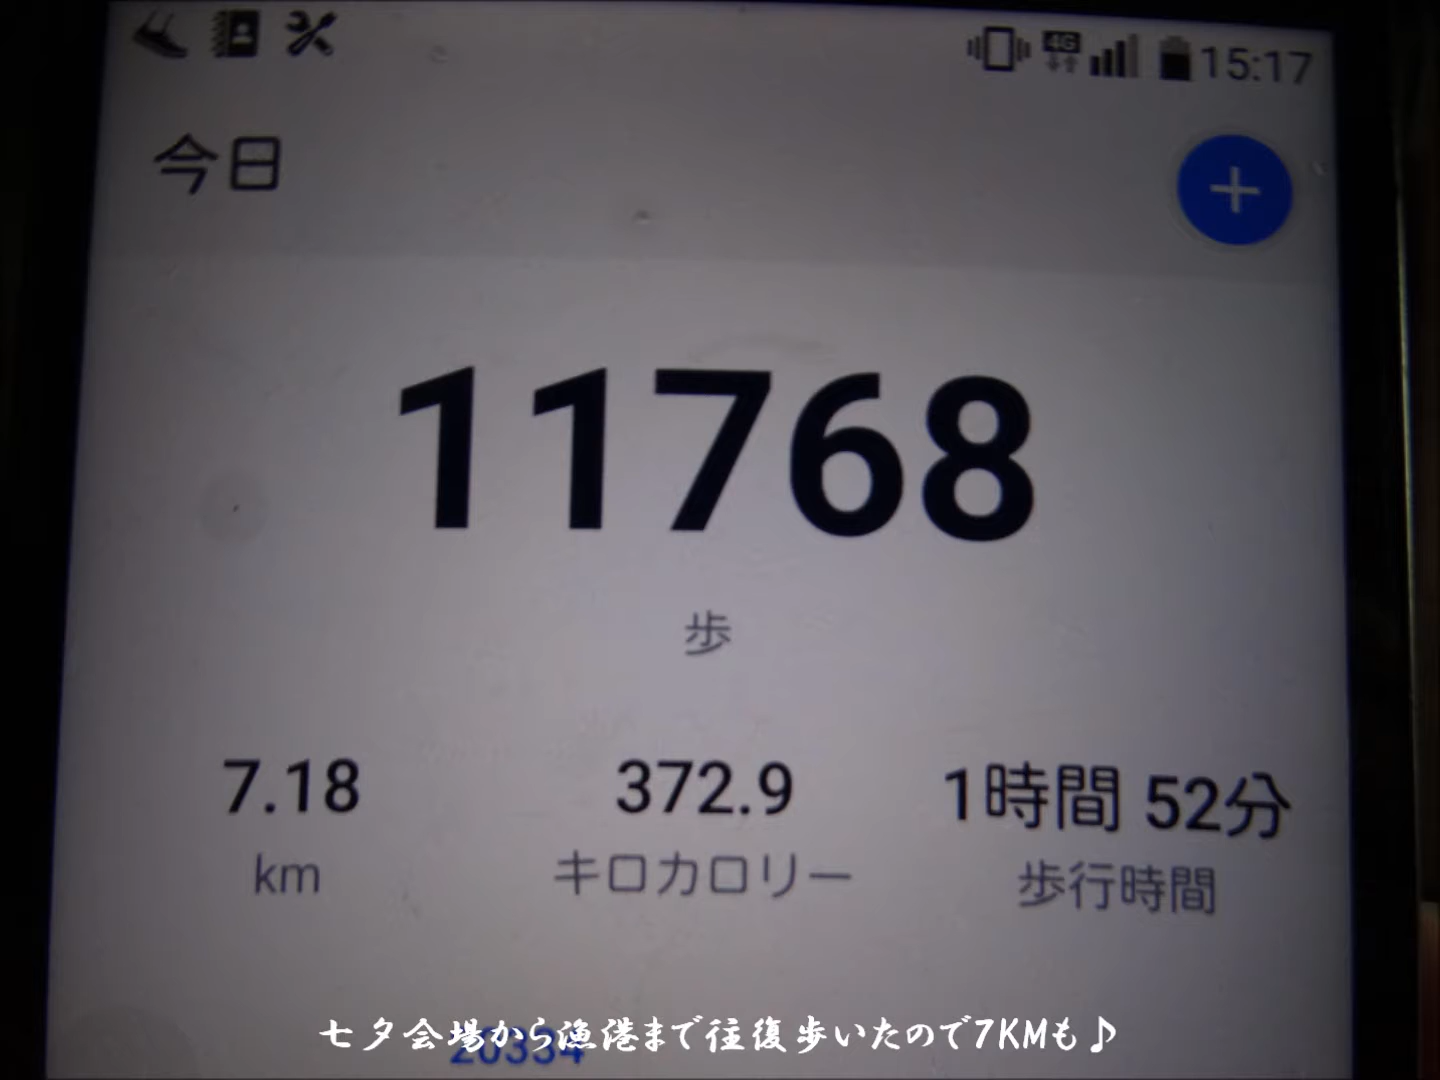 4G 15:17
今日
11768
歩
7.18 372.9 1時間 52分
km キロカロリー 歩行時間
20334
七夕会場から漁港まで往復歩いたので7KMも♪